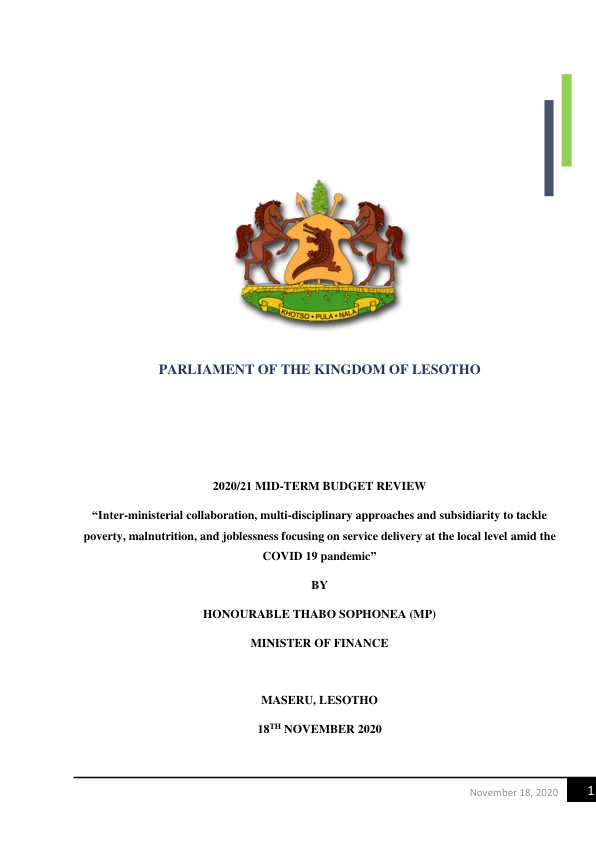 KHOTSO • PULA • NALA
PARLIAMENT OF THE KINGDOM OF LESOTHO
2020/21 MID-TERM BUDGET REVIEW
“Inter-ministerial collaboration, multi-disciplinary approaches and subsidiarity to tackle
poverty, malnutrition, and joblessness focusing on service delivery at the local level amid the
COVID 19 pandemic”
BY
HONOURABLE THABO SOPHONEA (MP)
MINISTER OF FINANCE
MASERU, LESOTHO
18TH NOVEMBER 2020
November 18, 2020 1